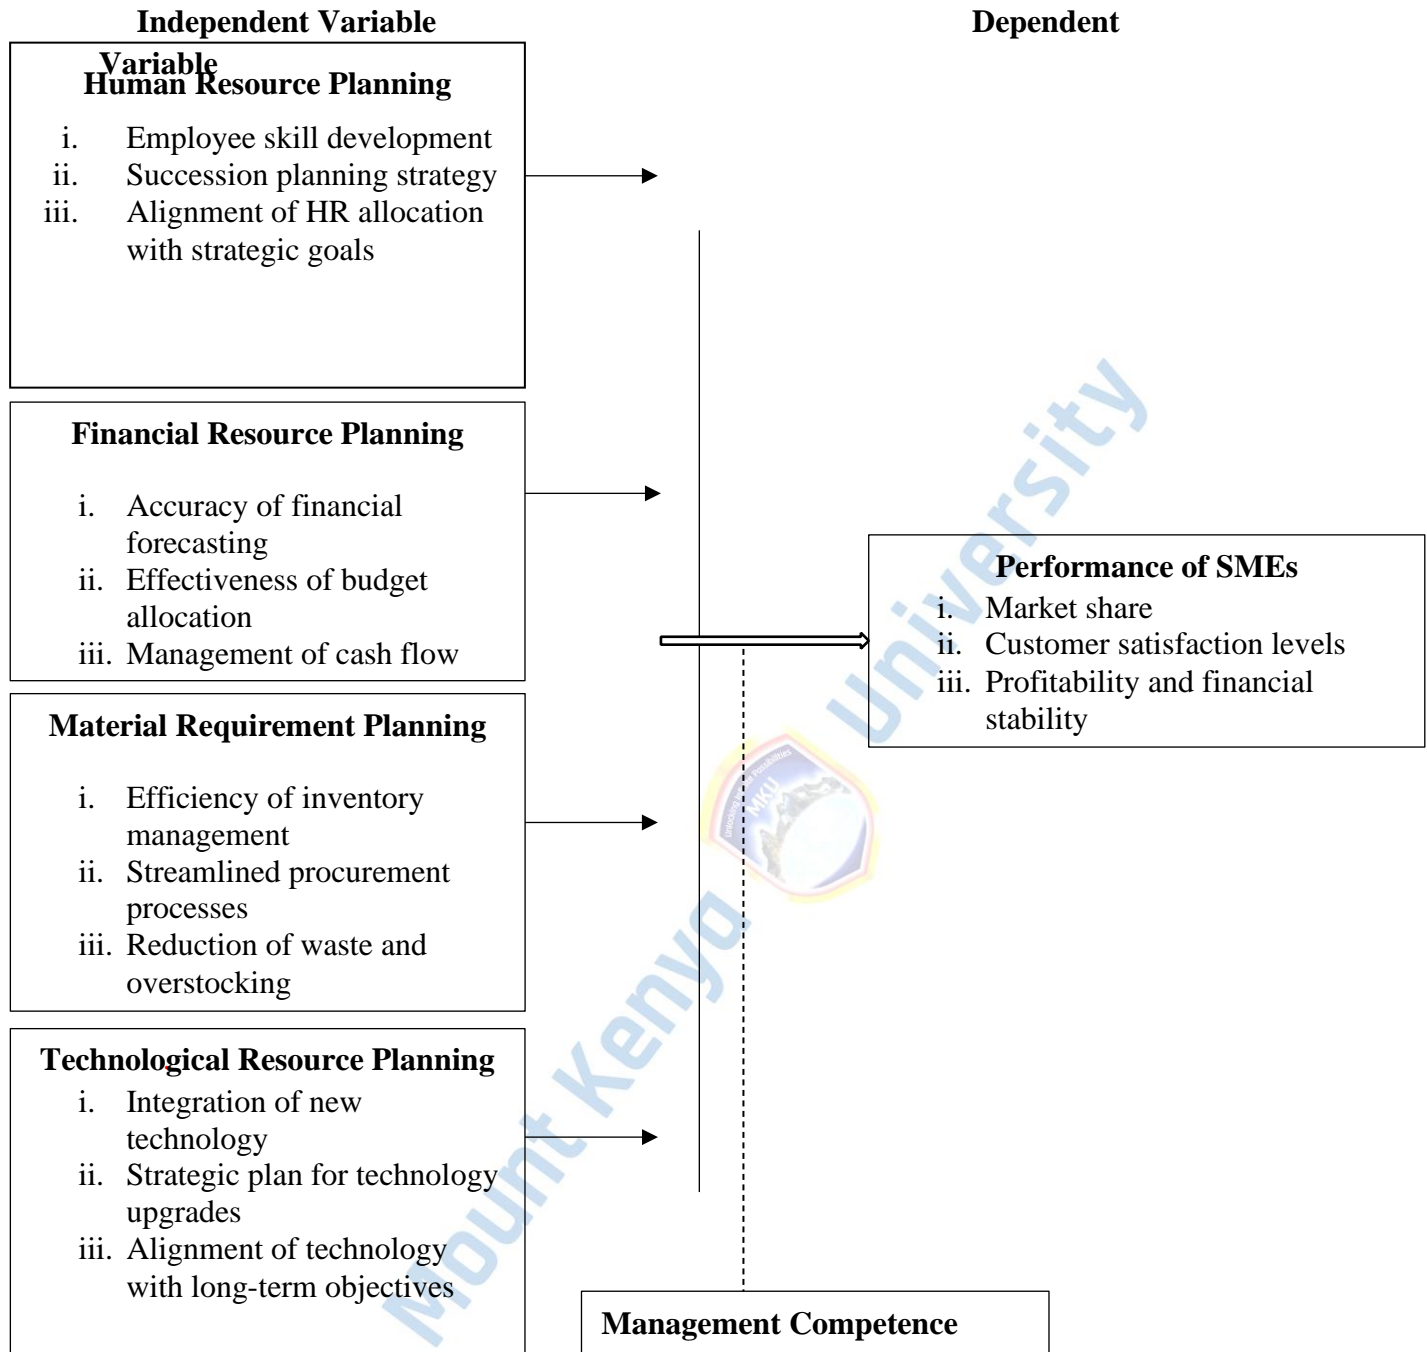 Independent Variable Dependent
Variable
Human Resource Planning
i. Employee skill development
ii. Succession planning strategy
iii. Alignment of HR allocation
with strategic goals
Financial Resource Planning
i. Accuracy of financial
forecasting
ii. Effectiveness of budget
allocation
iii. Management of cash flow
Performance of SMEs
i. Market share
ii. Customer satisfaction levels
iii. Profitability and financial
stability
Material Requirement Planning
i. Efficiency of inventory
management
ii. Streamlined procurement
processes
iii. Reduction of waste and
overstocking
Technological Resource Planning
i. Integration of new
technology
ii. Strategic plan for technology
upgrades
iii. Alignment of technology
with long-term objectives
Management Competence
Mount Kenya University
MKU